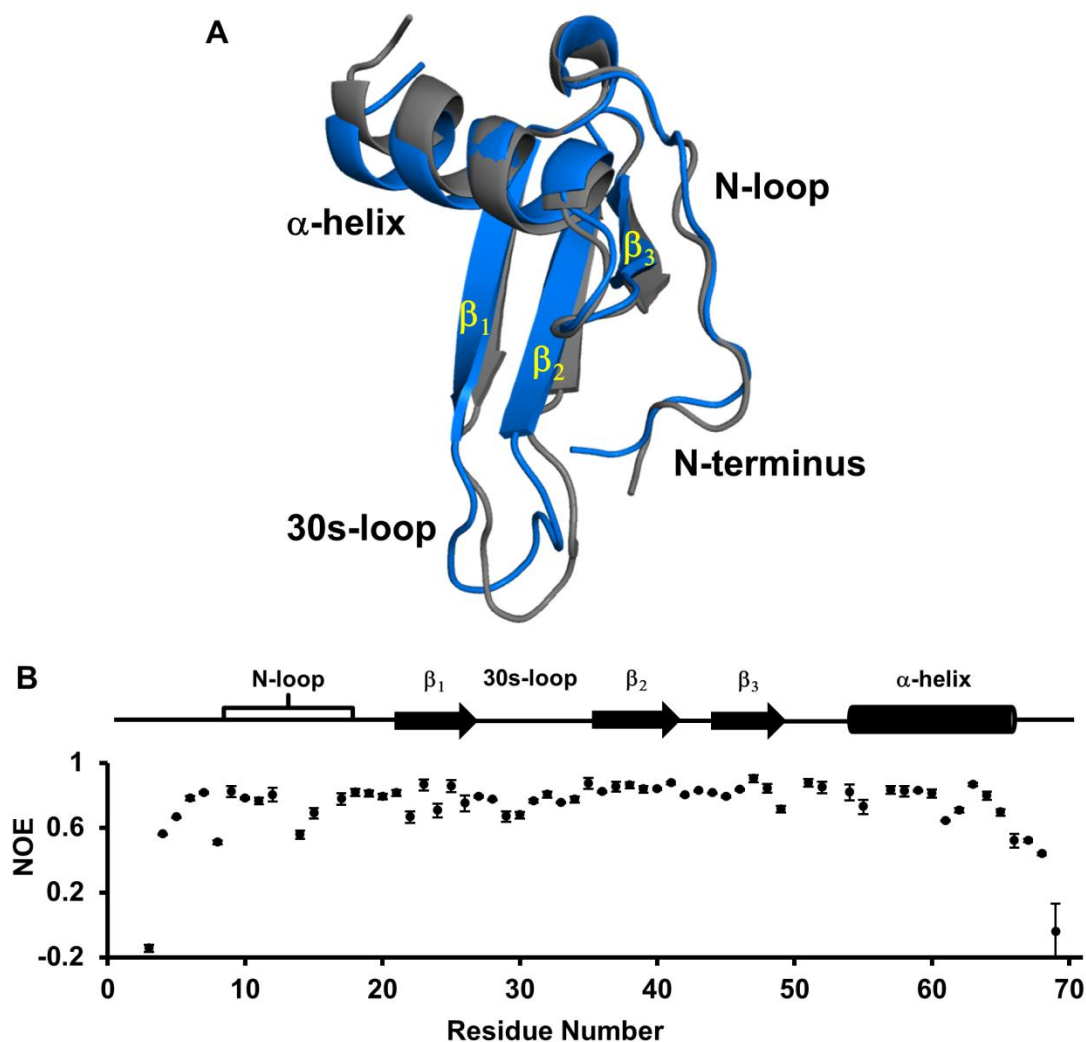 A
N-loop
α-helix
β3
β1
β2
N-terminus
30s-loop
B
N-loop β1 30s-loop β2 β3 α-helix
1
0.6
0.2
-0.2
NOE
0 10 20 30 40 50 60 70
Residue Number